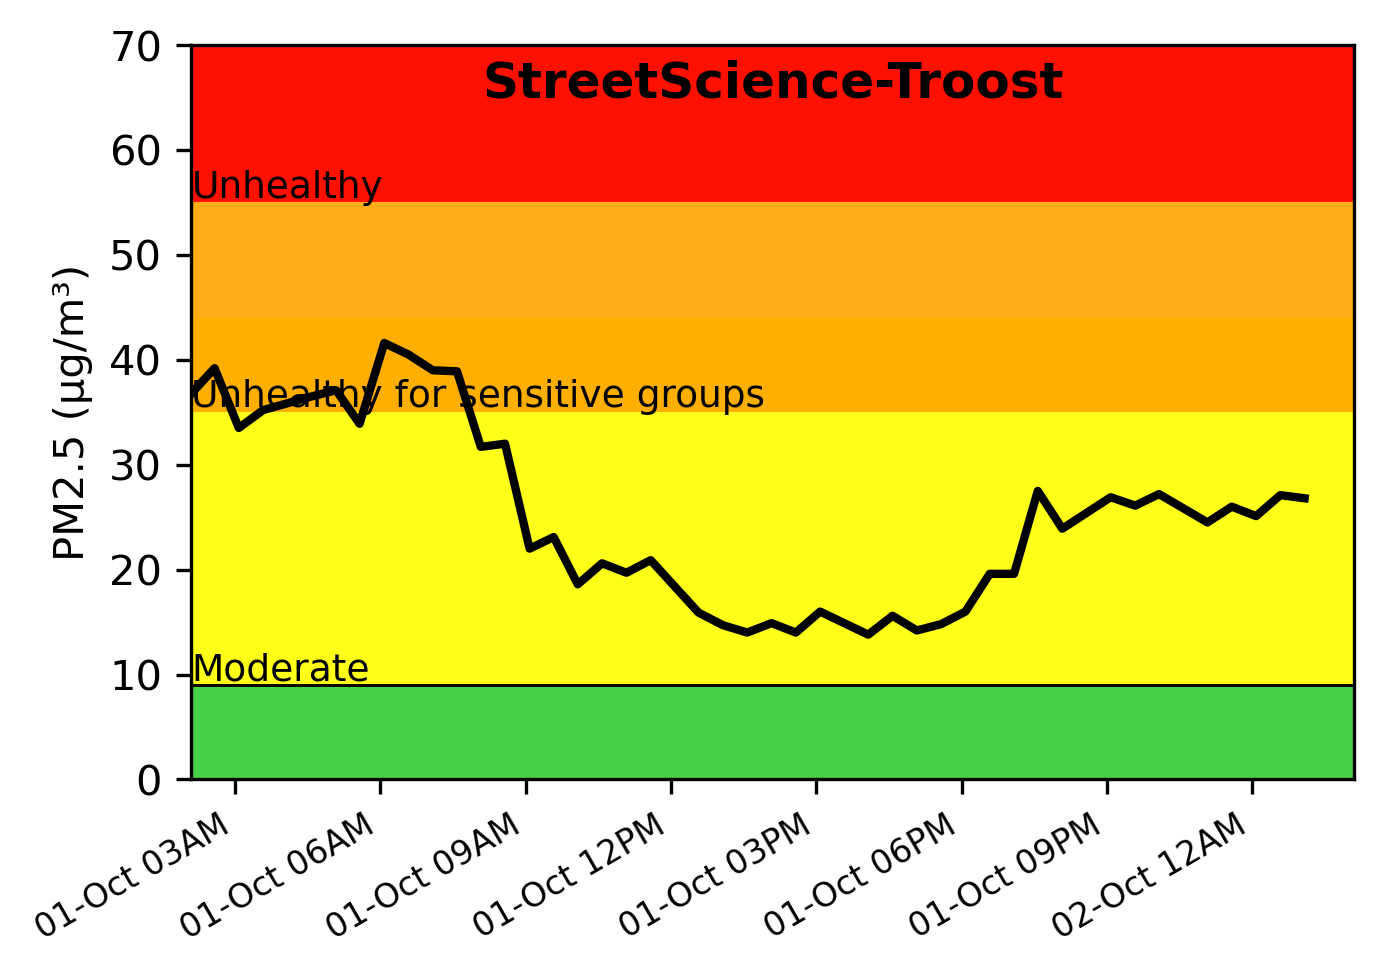 StreetScience-Troost
PM2.5 (µg/m³)
70
60
50
40
30
20
10
0
Unhealthy
Unhealthy for sensitive groups
Moderate
01-Oct 03AM
01-Oct 06AM
01-Oct 09AM
01-Oct 12PM
01-Oct 03PM
01-Oct 06PM
01-Oct 09PM
02-Oct 12AM